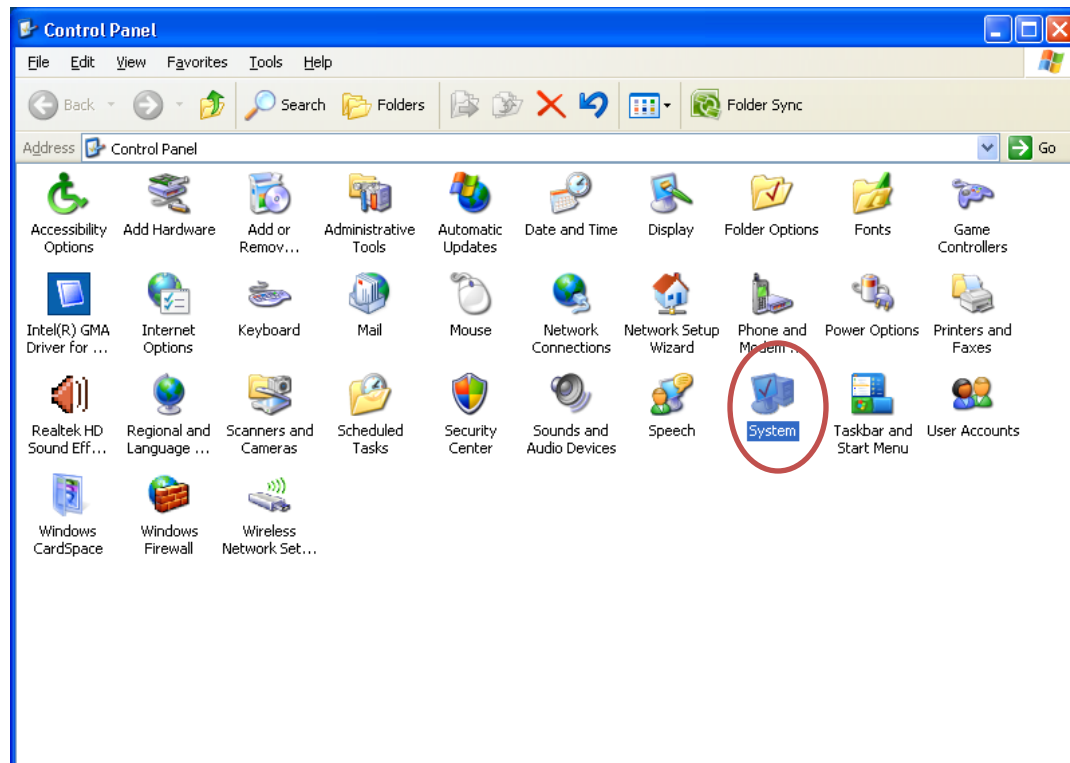 Control Panel
File Edit View Favorites Tools Help
Back Search Folders Folder Sync
Address Control Panel Go
Accessibility Options
Add Hardware
Add or Remov...
Administrative Tools
Automatic Updates
Date and Time
Display
Folder Options
Fonts
Game Controllers
Intel(R) GMA Driver for ...
Internet Options
Keyboard
Mail
Mouse
Network Connections
Network Setup Wizard
Phone and Modem ...
Power Options
Printers and Faxes
Realtek HD Sound Eff...
Regional and Language ...
Scanners and Cameras
Scheduled Tasks
Security Center
Sounds and Audio Devices
Speech
System
Taskbar and Start Menu
User Accounts
Windows CardSpace
Windows Firewall
Wireless Network Set...